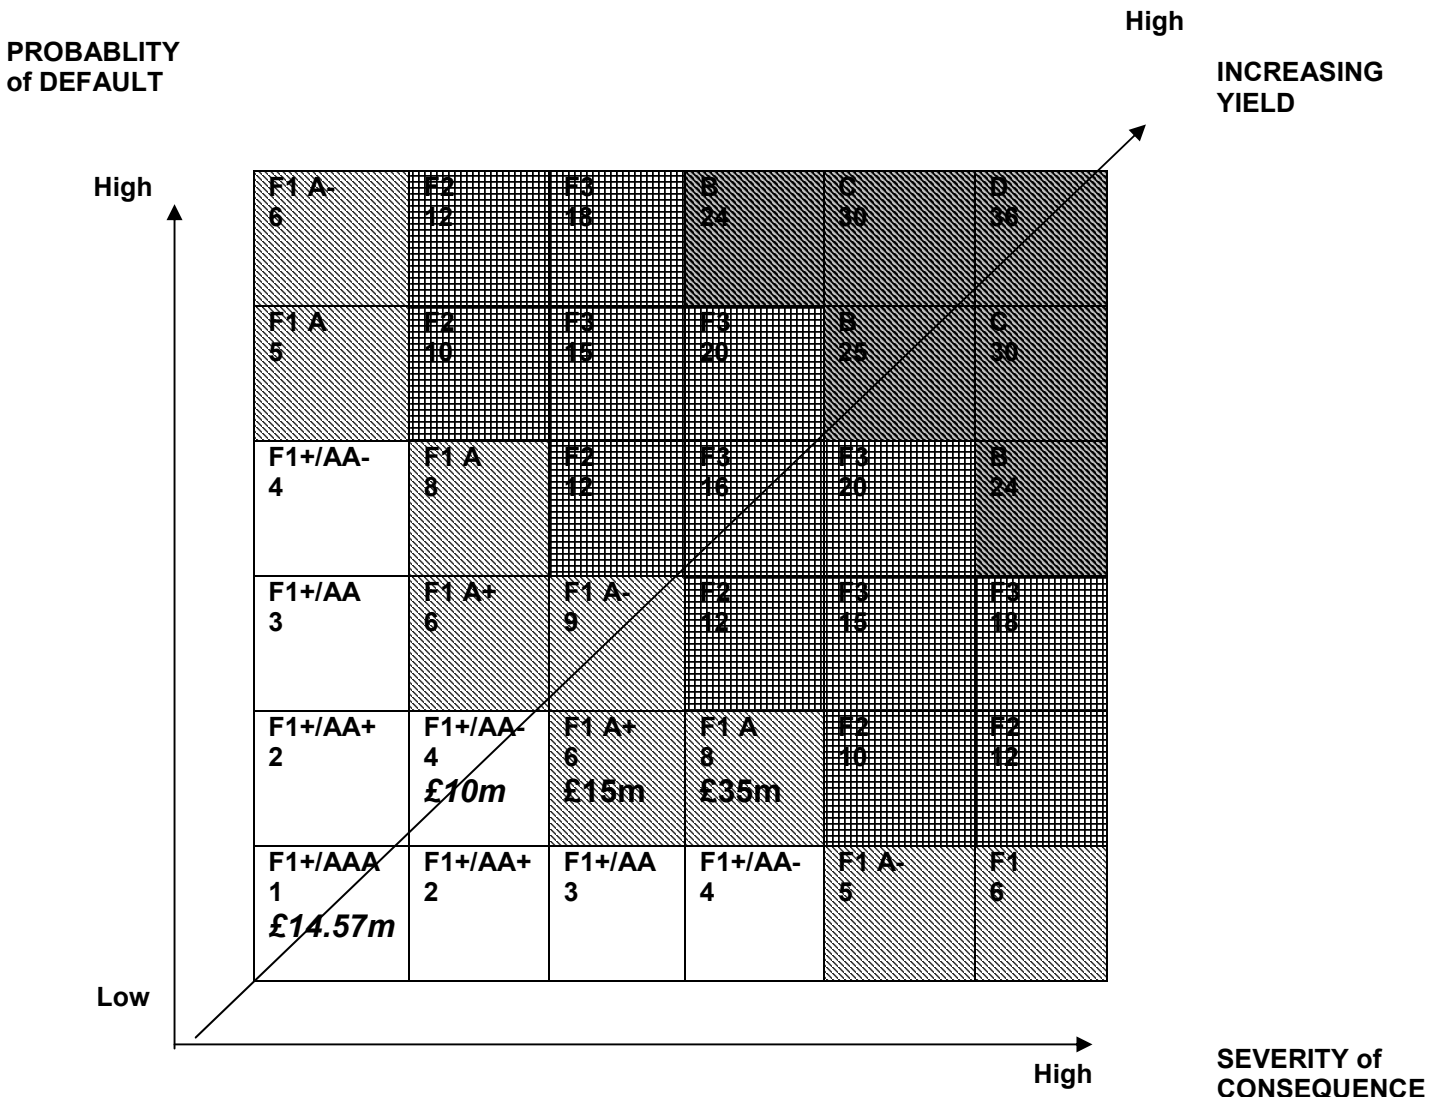 High
PROBABLITY
of DEFAULT
INCREASING
YIELD
High
F1 A-
6
F2
12
F3
18
B
24
C
30
D
36
F1 A
5
F2
10
F3
15
F3
20
B
25
C
30
F1+/AA-
4
F1 A
8
F2
12
F3
16
F3
20
B
24
F1+/AA
3
F1 A+
6
F1 A-
9
F2
12
F3
15
F3
18
F1+/AA+
2
F1+/AA-
4
£10m
F1 A+
6
£15m
F1 A
8
£35m
F2
10
F2
12
F1+/AAA
1
£14.57m
F1+/AA+
2
F1+/AA
3
F1+/AA-
4
F1 A-
5
F1
6
Low
High
SEVERITY of
CONSEQUENCE